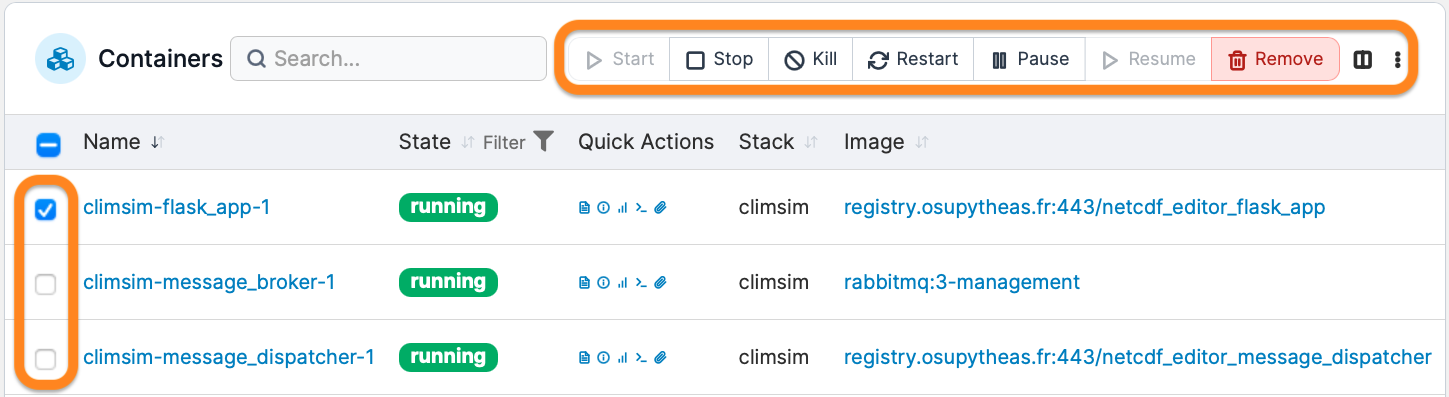 Containers Search... Start Stop Kill Restart Pause Resume Remove
Name State Filter Quick Actions Stack Image
climsim-flask_app-1 running climsim registry.osupytheas.fr:443/netcdf_editor_flask_app
climsim-message_broker-1 running climsim rabbitmq:3-management
climsim-message_dispatcher-1 running climsim registry.osupytheas.fr:443/netcdf_editor_message_dispatcher